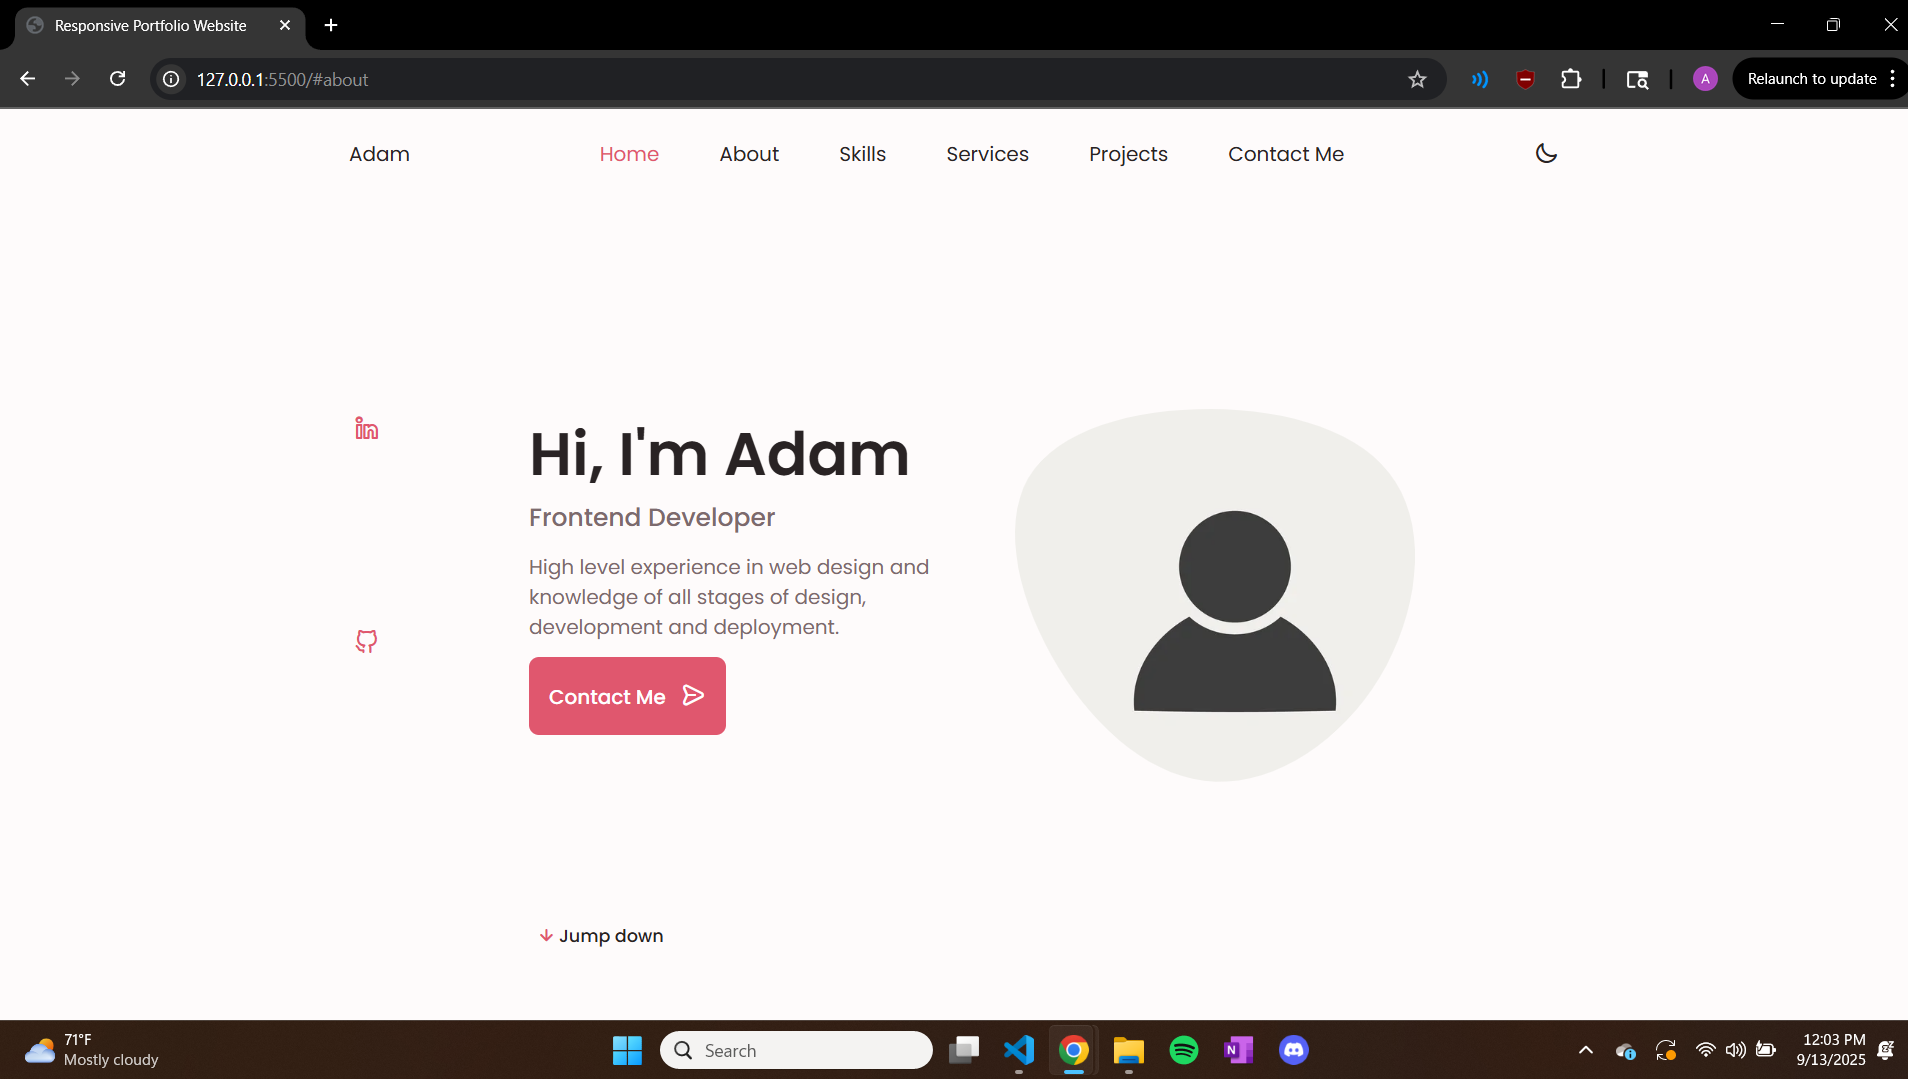 Responsive Portfolio Website
127.0.0.1:5500/#about
A
Relaunch to update
Adam
Home
About
Skills
Services
Projects
Contact Me
in
Hi, I'm Adam
Frontend Developer
High level experience in web design and
knowledge of all stages of design,
development and deployment.
Contact Me
Jump down
71°F
Mostly cloudy
Search
N
12:03 PM
9/13/2025